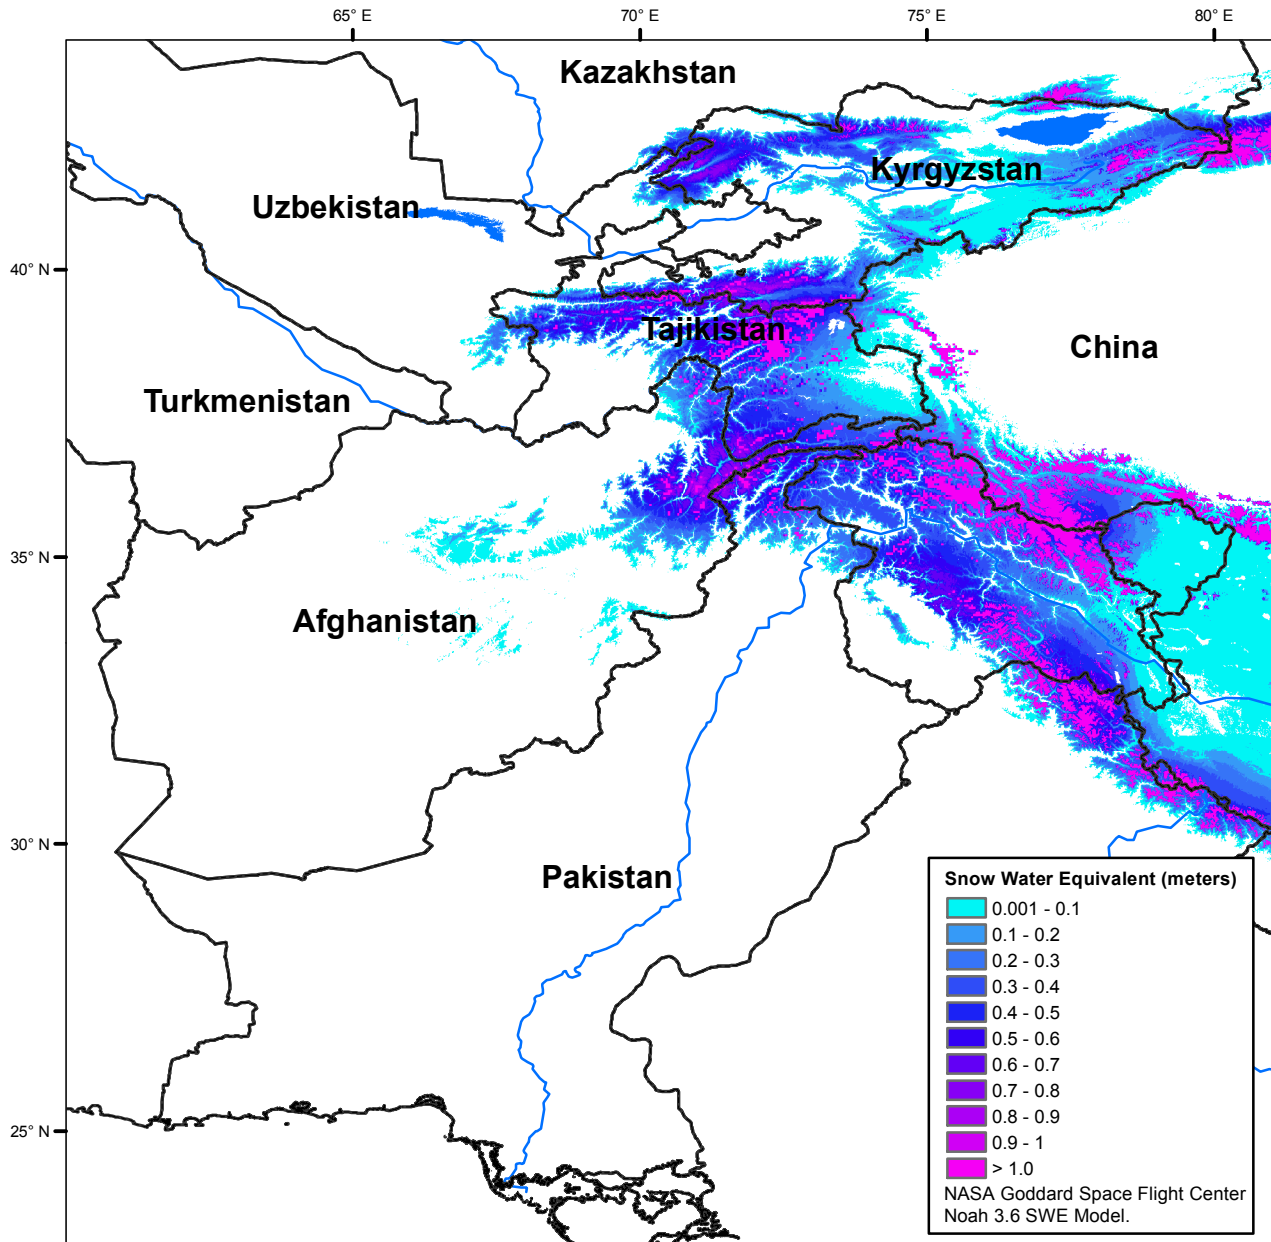 65° E 70° E 75° E 80° E
Kazakhstan
Kyrgyzstan
Uzbekistan
40° N
Tajikistan
China
Turkmenistan
35° N
Afghanistan
30° N
Pakistan
25° N
Snow Water Equivalent (meters)
0.001 - 0.1
0.1 - 0.2
0.2 - 0.3
0.3 - 0.4
0.4 - 0.5
0.5 - 0.6
0.6 - 0.7
0.7 - 0.8
0.8 - 0.9
0.9 - 1
> 1.0
NASA Goddard Space Flight Center
Noah 3.6 SWE Model.